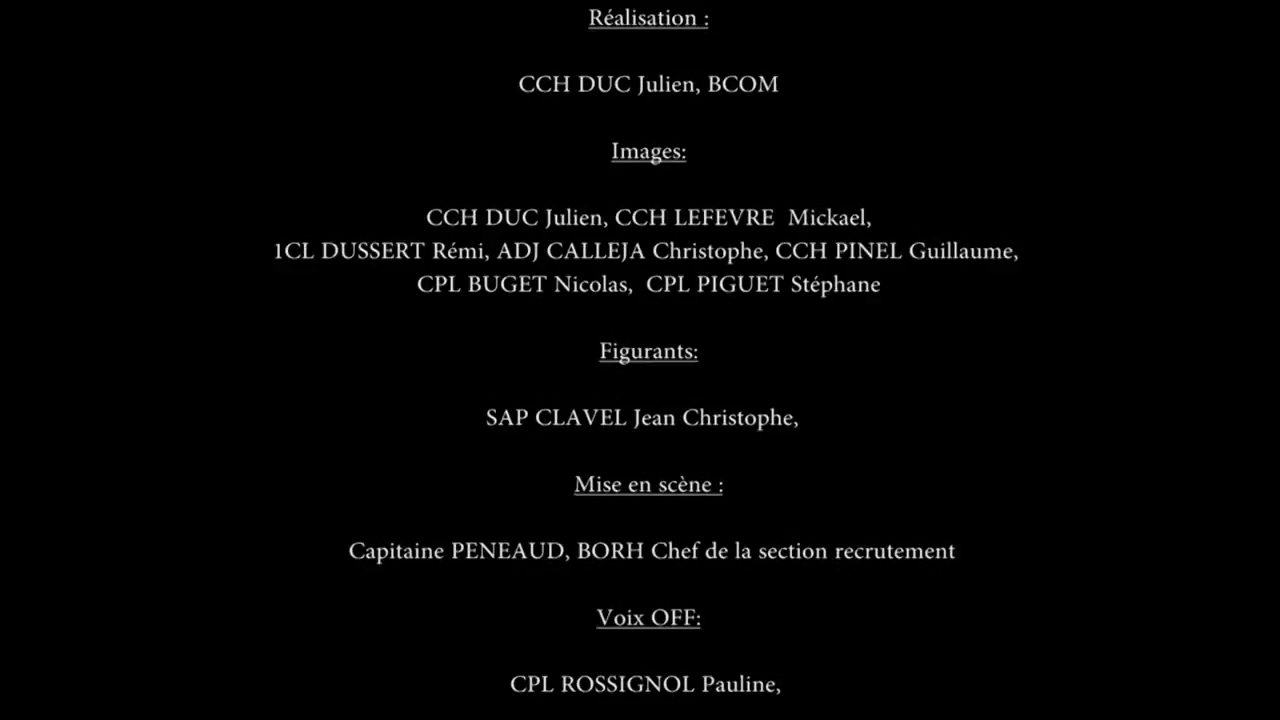 Réalisation :
CCH DUC Julien, BCOM
Images:
CCH DUC Julien, CCH LEFEVRE  Mickael,
1CL DUSSERT Rémi, ADJ CALLEJA Christophe, CCH PINEL Guillaume,
CPL BUGET Nicolas,  CPL PIGUET Stéphane
Figurants:
SAP CLAVEL Jean Christophe,
Mise en scène :
Capitaine PENEAUD, BORH Chef de la section recrutement
Voix OFF:
CPL ROSSIGNOL Pauline,